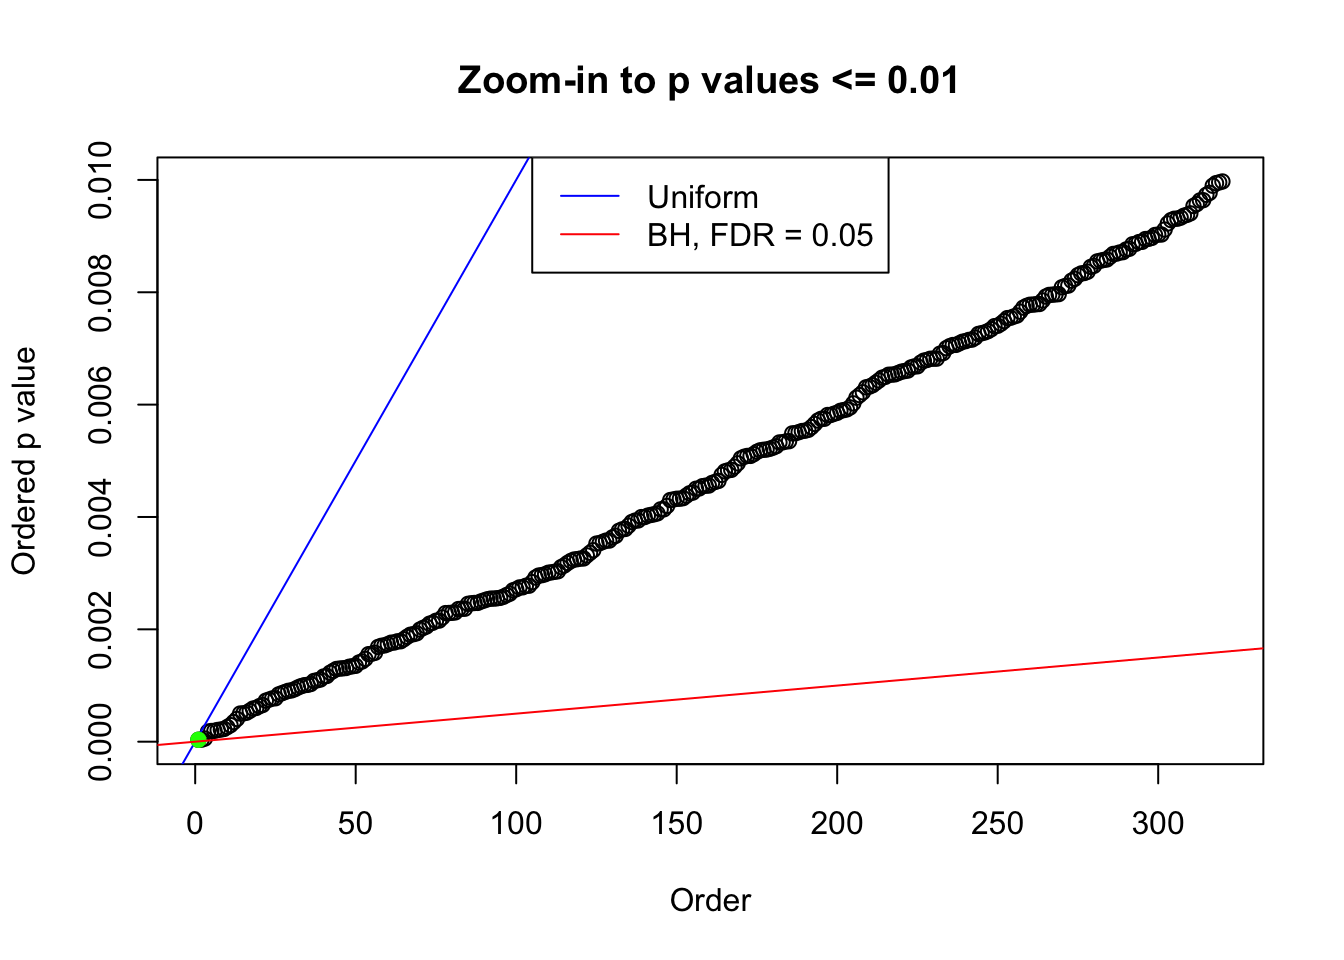 Zoom-in to p values <= 0.01
Uniform
BH, FDR = 0.05
Ordered p value
0.010
0.008
0.006
0.004
0.002
0.000
0 50 100 150 200 250 300
Order